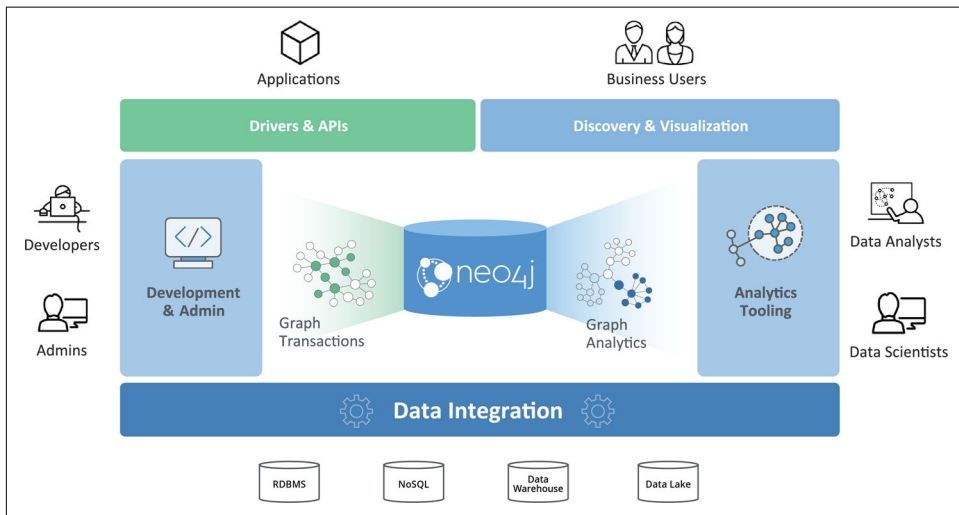 Applications
Business Users
Drivers & APIs
Discovery & Visualization
Developers
Admins
</>
Development
& Admin
Graph
Transactions
neo4j
Graph
Analytics
Analytics
Tooling
Data Analysts
Data Scientists
Data Integration
RDBMS
NoSQL
Data
Warehouse
Data Lake